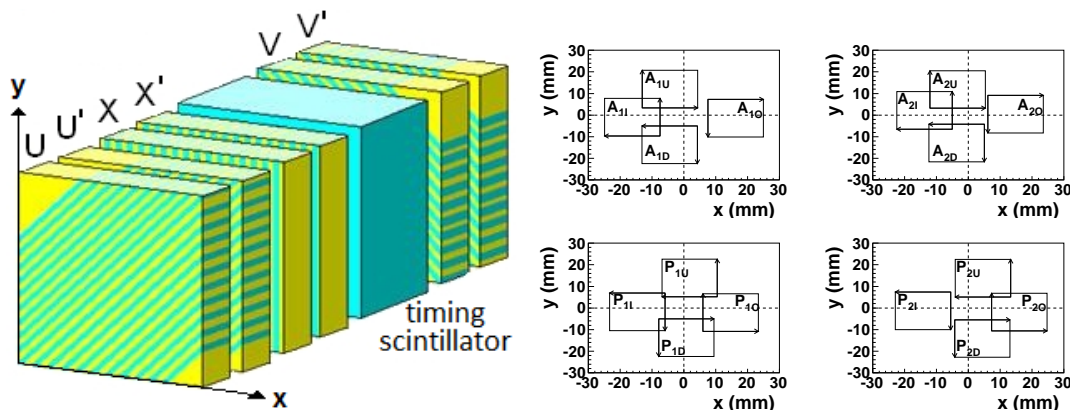 y
U
U'
X
X'
V
V'
timing
scintillator
x
y (mm)
30
20
10
0
-10
-20
-30
A1U
A1I
A1O
A1D
-30 -20 -10 0 10 20 30
x (mm)
y (mm)
30
20
10
0
-10
-20
-30
A2U
A2I
A2O
A2D
-30 -20 -10 0 10 20 30
x (mm)
y (mm)
30
20
10
0
-10
-20
-30
P1U
P1I
P1O
P1D
-30 -20 -10 0 10 20 30
x (mm)
y (mm)
30
20
10
0
-10
-20
-30
P2U
P2I
P2O
P2D
-30 -20 -10 0 10 20 30
x (mm)